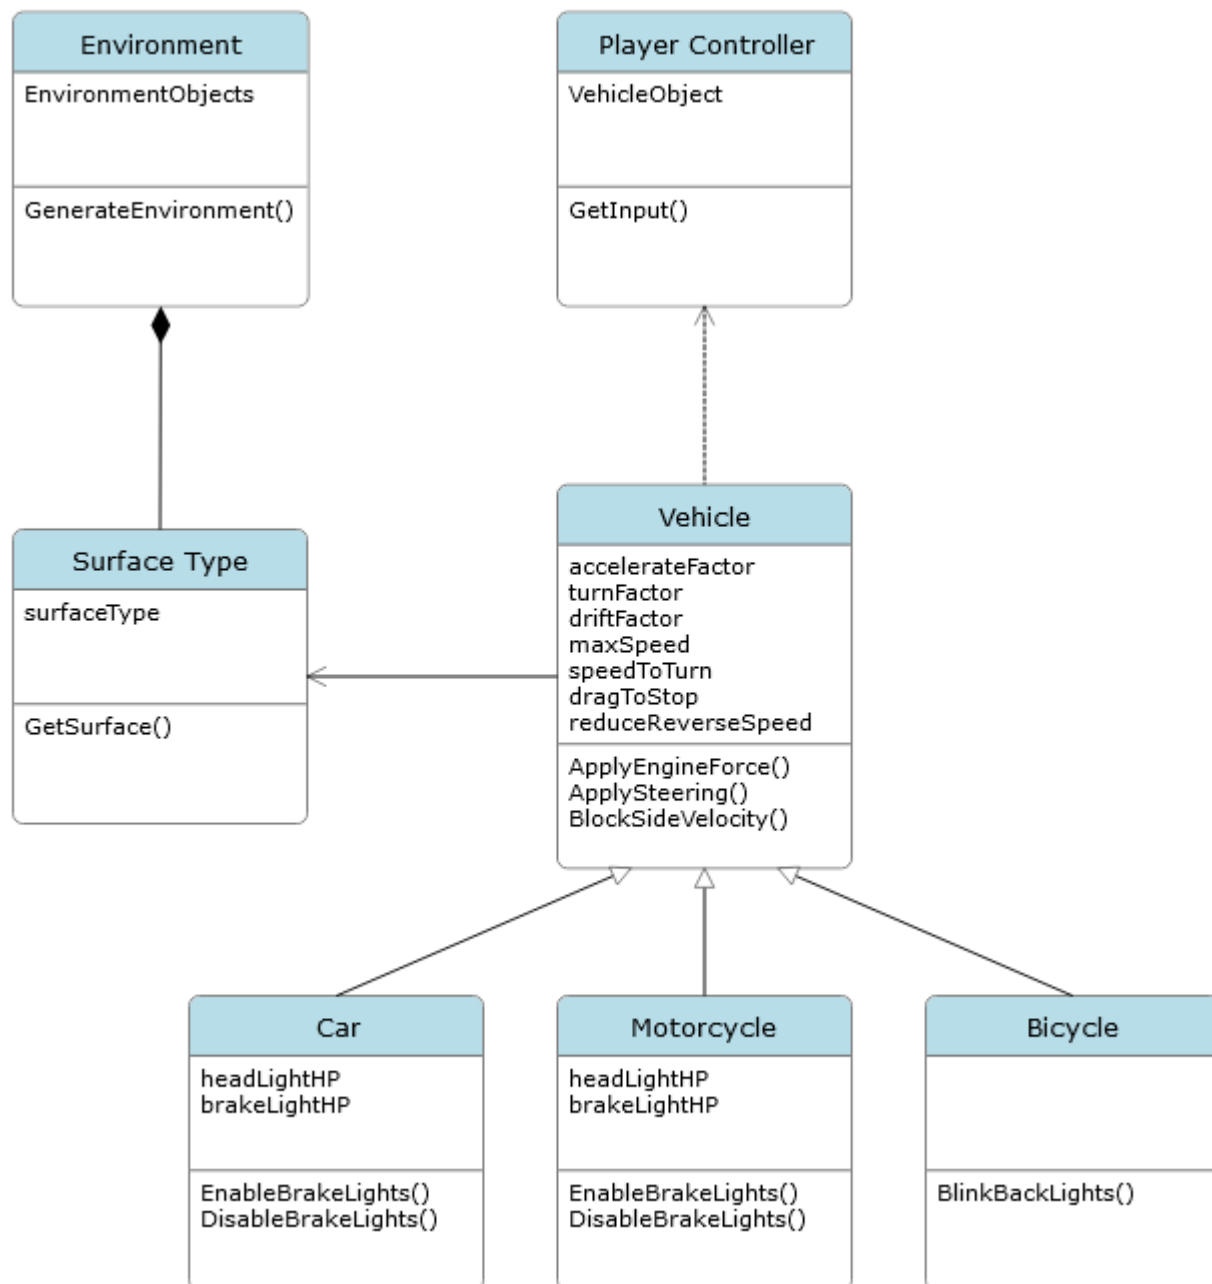 Environment
EnvironmentObjects
GenerateEnvironment()
Player Controller
VehicleObject
GetInput()
Surface Type
surfaceType
GetSurface()
Vehicle
accelerateFactor
turnFactor
driftFactor
maxSpeed
speedToTurn
dragToStop
reduceReverseSpeed
ApplyEngineForce()
ApplySteering()
BlockSideVelocity()
Car
headLightHP
brakeLightHP
EnableBrakeLights()
DisableBrakeLights()
Motorcycle
headLightHP
brakeLightHP
EnableBrakeLights()
DisableBrakeLights()
Bicycle
BlinkBackLights()